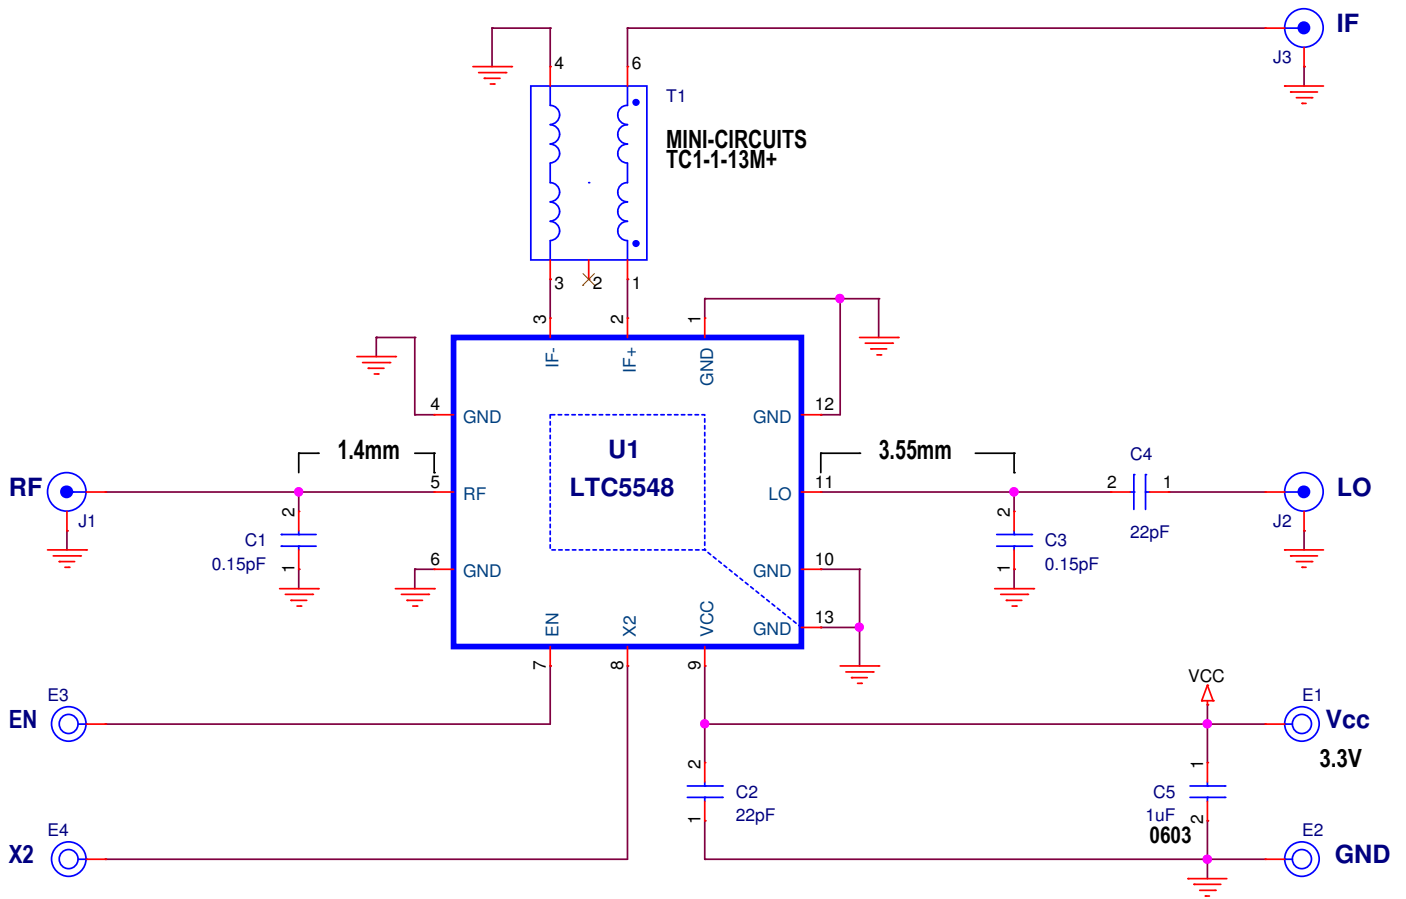 IF
J3
4
6
T1
MINI-CIRCUITS
TC1-1-13M+
3
2
1
3
2
1
IF-
IF+
GND
4
GND
GND
12
1.4mm
U1
3.55mm
C4
RF
5
RF
LTC5548
LO
11
2
1
LO
J1
2
2
22pF
J2
C1
0.15pF
C3
0.15pF
1
6
GND
GND
10
1
EN
X2
VCC
GND
13
7
8
9
VCC
E3
EN
E1
Vcc
3.3V
2
C2
22pF
1
1
C5
1uF
2
0603
E4
X2
E2
GND